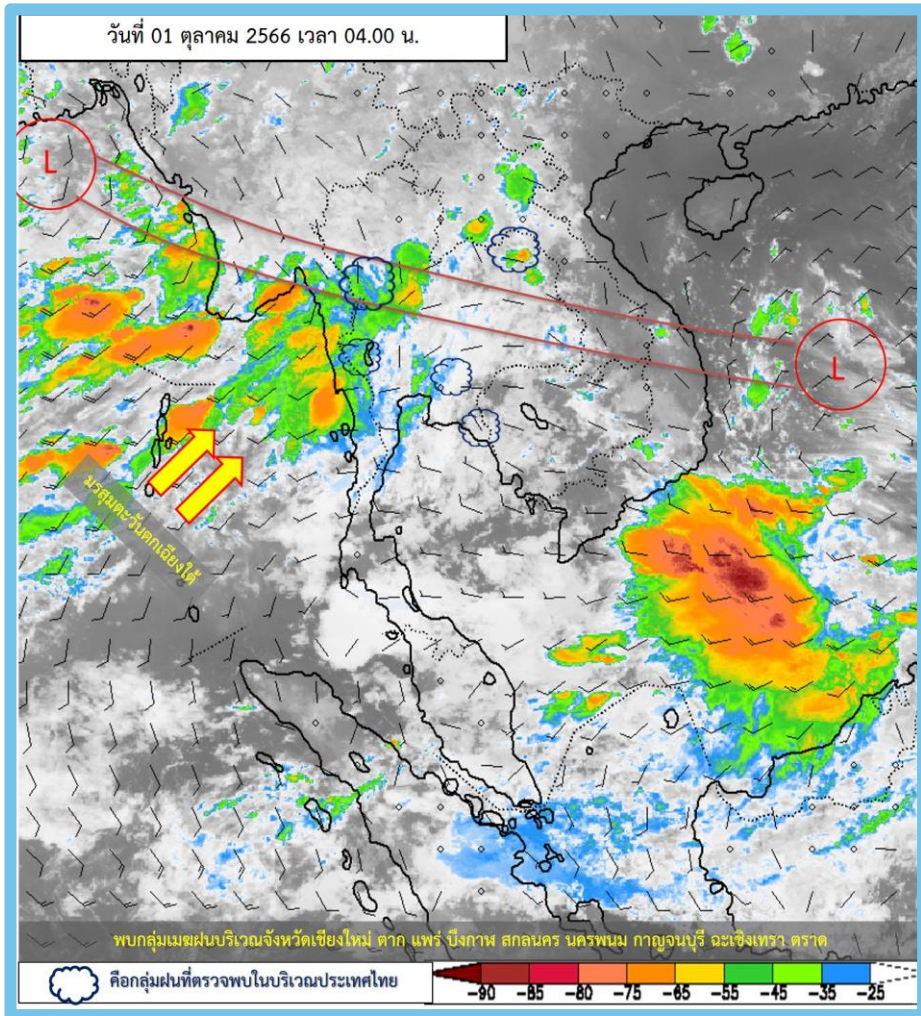 วันที่ 01 ตุลาคม 2566 เวลา 04.00 น.
L
L
มรสุมตะวันตกเฉียงใต้
พบกลุ่มเมฆฝนบริเวณจังหวัดเชียงใหม่ ตาก แพร่ บึงกาฬ สกลนคร นครพนม กาญจนบุรี ฉะเชิงเทรา ตราด
คือกลุ่มฝนที่ตรวจพบในบริเวณประเทศไทย
-90 -85 -80 -75 -65 -55 -45 -35 -25